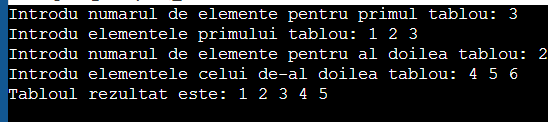 Introdu numarul de elemente pentru primul tablou: 3
Introdu elementele primului tablou: 1 2 3
Introdu numarul de elemente pentru al doilea tablou: 2
Introdu elementele celui de-al doilea tablou: 4 5 6
Tabloul rezultat este: 1 2 3 4 5